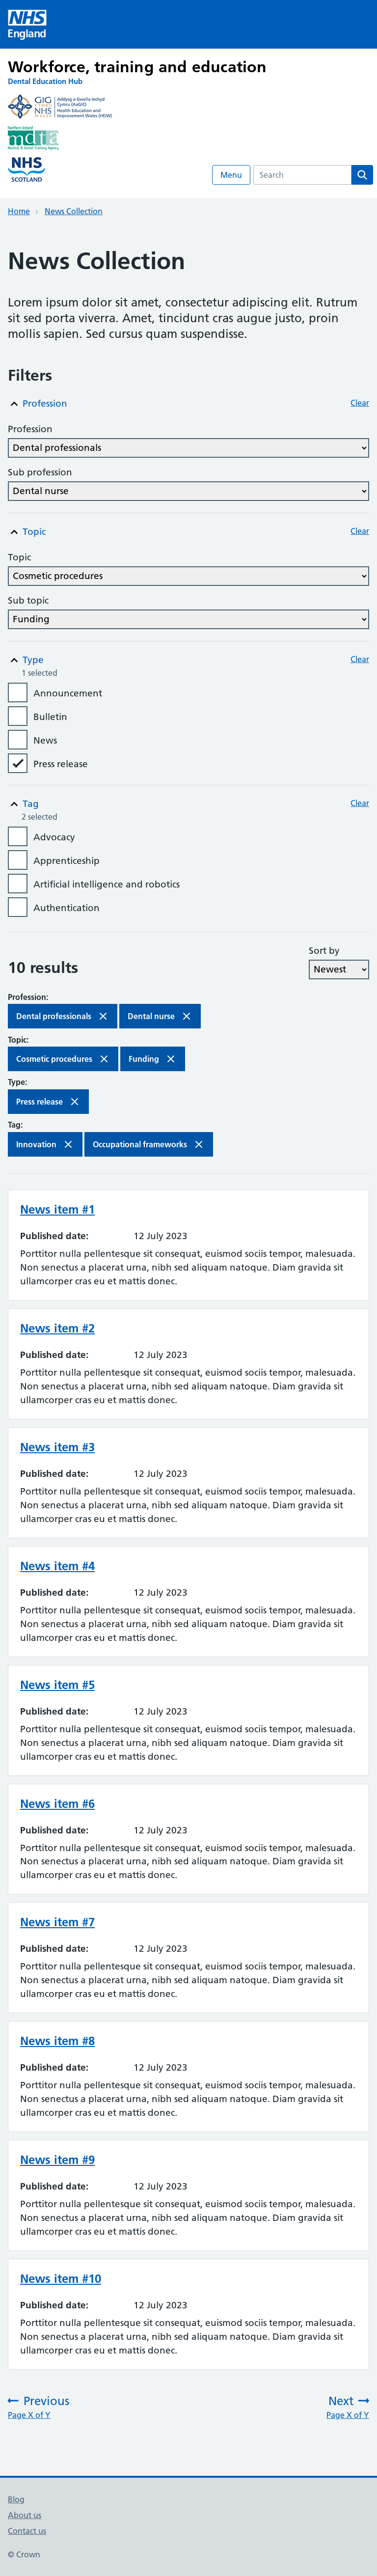 NHS
England
Workforce, training and education
Dental Education Hub
GIG
CYMRU
NHS
WALES
Addysg a Gwella Iechyd
Cymru (AaGIC)
Health Education and
Improvement Wales (HEIW)
Northern Ireland
mdta
Medical & Dental Training Agency
NHS
SCOTLAND
Menu
Search
Home
News Collection
News Collection
Lorem ipsum dolor sit amet, consectetur adipiscing elit. Rutrum
sit sed porta viverra. Amet, tincidunt cras augue justo, proin
mollis sapien. Sed cursus quam suspendisse.
Filters
Profession
Clear
Profession
Dental professionals
Sub profession
Dental nurse
Topic
Clear
Topic
Cosmetic procedures
Sub topic
Funding
Type
Clear
1 selected
Announcement
Bulletin
News
Press release
Tag
Clear
2 selected
Advocacy
Apprenticeship
Artificial intelligence and robotics
Authentication
Sort by
10 results
Newest
Profession:
Dental professionals
Dental nurse
Topic:
Cosmetic procedures
Funding
Type:
Press release
Tag:
Innovation
Occupational frameworks
News item #1
Published date: 12 July 2023
Porttitor nulla pellentesque sit consequat, euismod sociis tempor, malesuada.
Non senectus a placerat urna, nibh sed aliquam natoque. Diam gravida sit
ullamcorper cras eu et mattis donec.
News item #2
Published date: 12 July 2023
Porttitor nulla pellentesque sit consequat, euismod sociis tempor, malesuada.
Non senectus a placerat urna, nibh sed aliquam natoque. Diam gravida sit
ullamcorper cras eu et mattis donec.
News item #3
Published date: 12 July 2023
Porttitor nulla pellentesque sit consequat, euismod sociis tempor, malesuada.
Non senectus a placerat urna, nibh sed aliquam natoque. Diam gravida sit
ullamcorper cras eu et mattis donec.
News item #4
Published date: 12 July 2023
Porttitor nulla pellentesque sit consequat, euismod sociis tempor, malesuada.
Non senectus a placerat urna, nibh sed aliquam natoque. Diam gravida sit
ullamcorper cras eu et mattis donec.
News item #5
Published date: 12 July 2023
Porttitor nulla pellentesque sit consequat, euismod sociis tempor, malesuada.
Non senectus a placerat urna, nibh sed aliquam natoque. Diam gravida sit
ullamcorper cras eu et mattis donec.
News item #6
Published date: 12 July 2023
Porttitor nulla pellentesque sit consequat, euismod sociis tempor, malesuada.
Non senectus a placerat urna, nibh sed aliquam natoque. Diam gravida sit
ullamcorper cras eu et mattis donec.
News item #7
Published date: 12 July 2023
Porttitor nulla pellentesque sit consequat, euismod sociis tempor, malesuada.
Non senectus a placerat urna, nibh sed aliquam natoque. Diam gravida sit
ullamcorper cras eu et mattis donec.
News item #8
Published date: 12 July 2023
Porttitor nulla pellentesque sit consequat, euismod sociis tempor, malesuada.
Non senectus a placerat urna, nibh sed aliquam natoque. Diam gravida sit
ullamcorper cras eu et mattis donec.
News item #9
Published date: 12 July 2023
Porttitor nulla pellentesque sit consequat, euismod sociis tempor, malesuada.
Non senectus a placerat urna, nibh sed aliquam natoque. Diam gravida sit
ullamcorper cras eu et mattis donec.
News item #10
Published date: 12 July 2023
Porttitor nulla pellentesque sit consequat, euismod sociis tempor, malesuada.
Non senectus a placerat urna, nibh sed aliquam natoque. Diam gravida sit
ullamcorper cras eu et mattis donec.
Previous
Next
Page X of Y
Page X of Y
Blog
About us
Contact us
© Crown